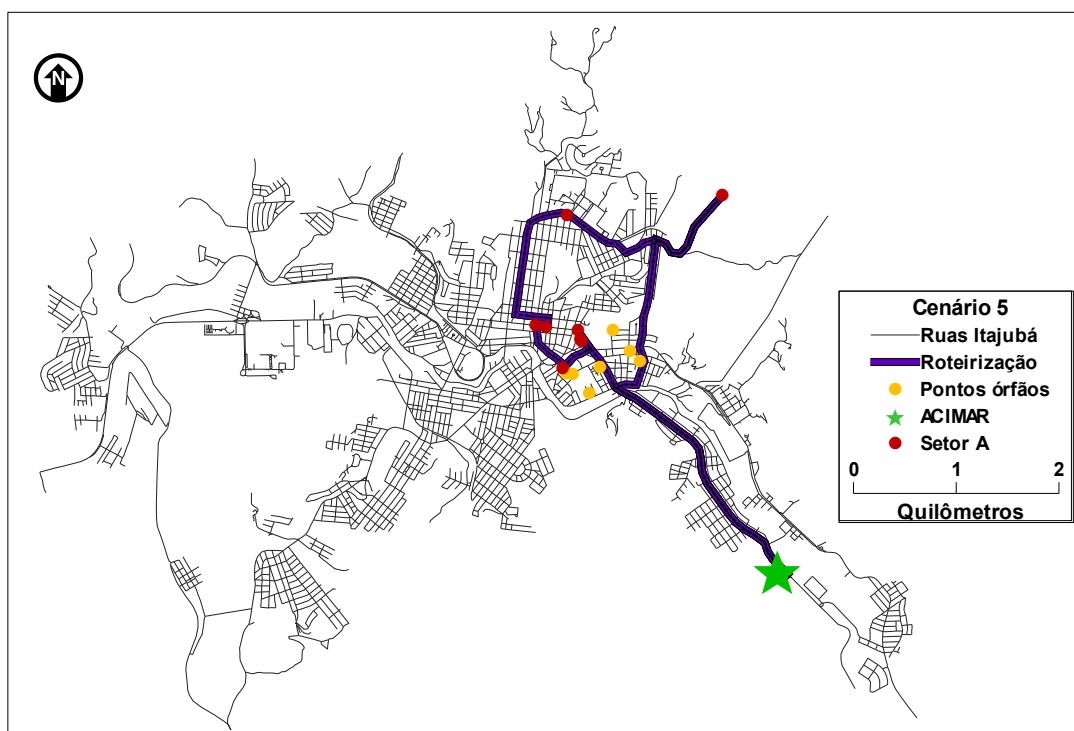 N
Cenário 5
Ruas Itajubá
Roteirização
Pontos órfãos
ACIMAR
Setor A
0 1 2
Quilômetros